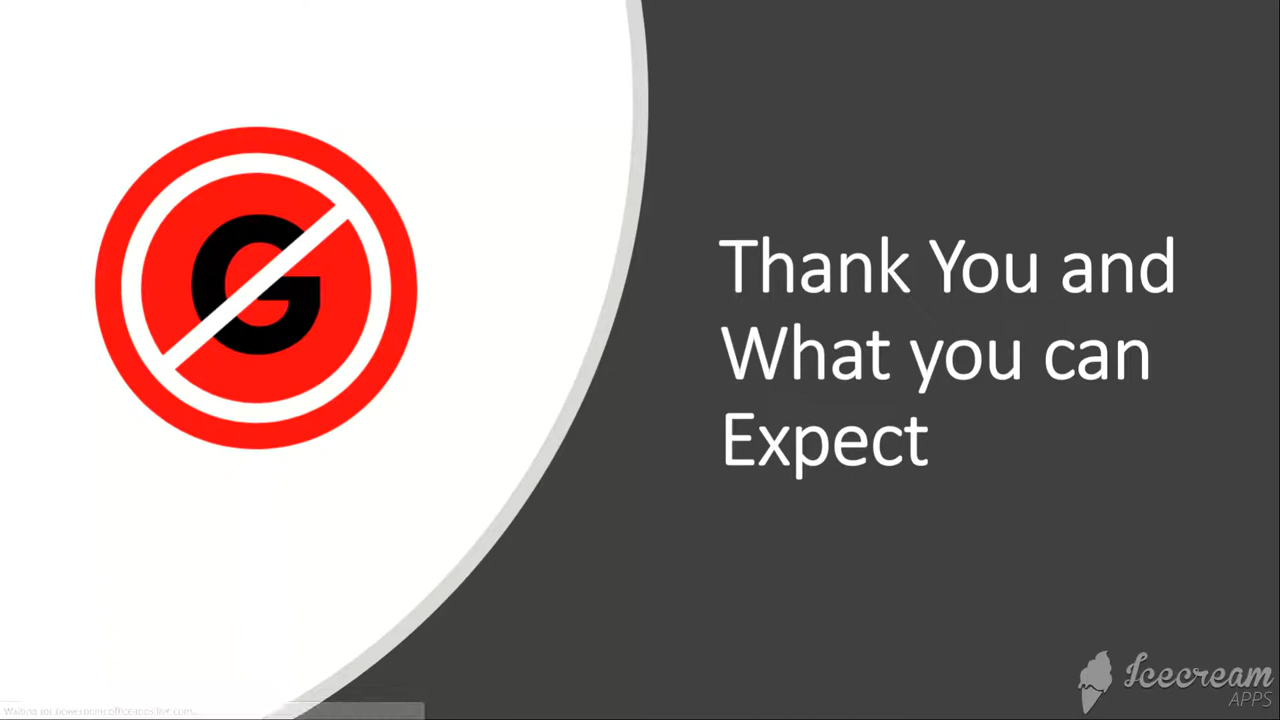 G
Thank You and
What you can
Expect
Icecream
APPS